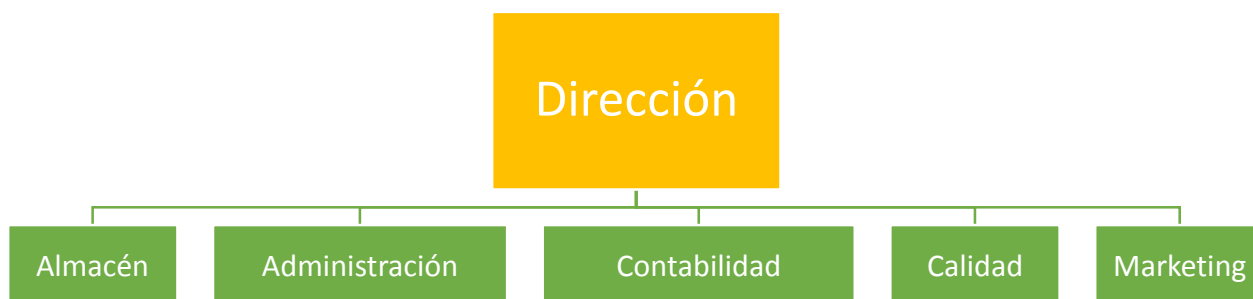 Dirección
Almacén
Administración
Contabilidad
Calidad
Marketing